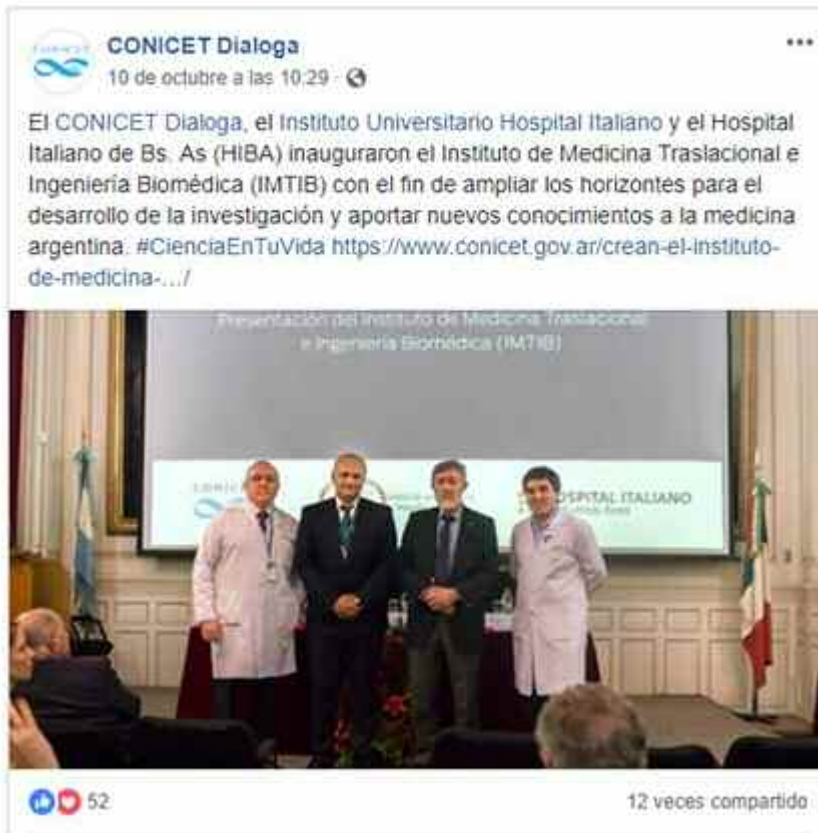 CONICET Dialoga
10 de octubre a las 10:29
El CONICET Dialoga, el Instituto Universitario Hospital Italiano y el Hospital
Italiano de Bs. As (HIBA) inauguraron el Instituto de Medicina Traslacional e
Ingeniería Biomédica (IMTIB) con el fin de ampliar los horizontes para el
desarrollo de la investigación y aportar nuevos conocimientos a la medicina
argentina. #CienciaEnTuVida https://www.conicet.gov.ar/crean-el-instituto-
de-medicina-.../
Presentación del Instituto de Medicina Traslacional
e Ingeniería Biomédica (IMTIB)
CONICET
HOSPITAL ITALIANO
52
12 veces compartido